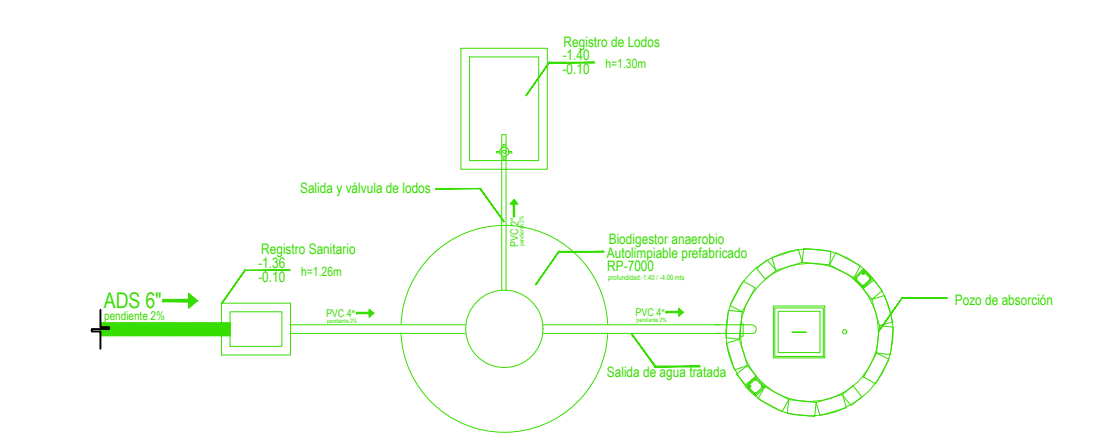 Registro de Lodos
-1.40
-0.10
h=1.30m
Salida y válvula de lodos
PVC 2"
pendiente 2%
Registro Sanitario
-1.36
-0.10
h=1.26m
Biodigestor anaerobio
Autolimpiable prefabricado
RP-7000
profundidad:-1.40 / -4.00 mts
ADS 6"
pendiente 2%
PVC 4"
pendiente 2%
PVC 4"
pendiente 2%
Pozo de absorción
Salida de agua tratada